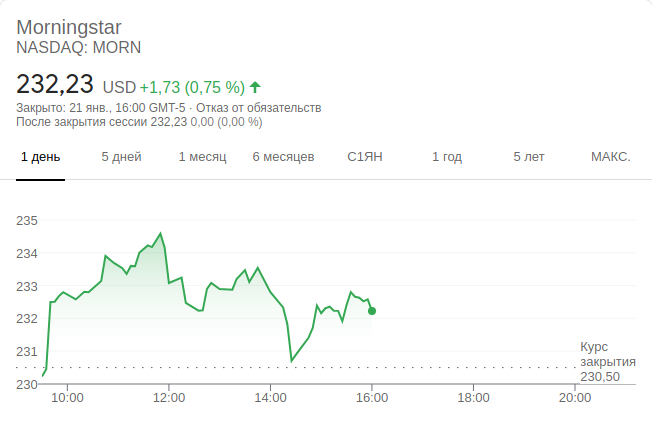 Morningstar
NASDAQ: MORN
232,23 USD +1,73 (0,75 %)
Закрыто: 21 янв., 16:00 GMT-5 · Отказ от обязательств
После закрытия сессии 232,23 0,00 (0,00 %)
1 день 5 дней 1 месяц 6 месяцев С1ЯН 1 год 5 лет МАКС.
235
234
233
232
231
230
Курс
закрытия
230,50
10:00 12:00 14:00 16:00 18:00 20:00